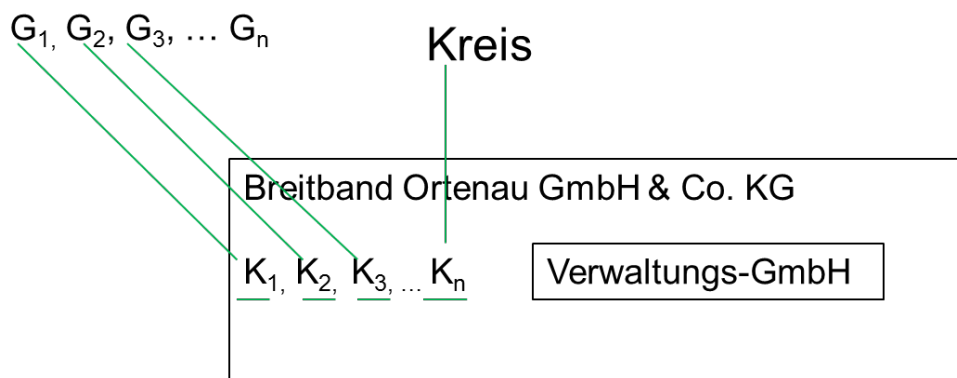 G1, G2, G3, ... Gn
Kreis
Breitband Ortenau GmbH & Co. KG
K1, K2, K3, ... Kn
Verwaltungs-GmbH